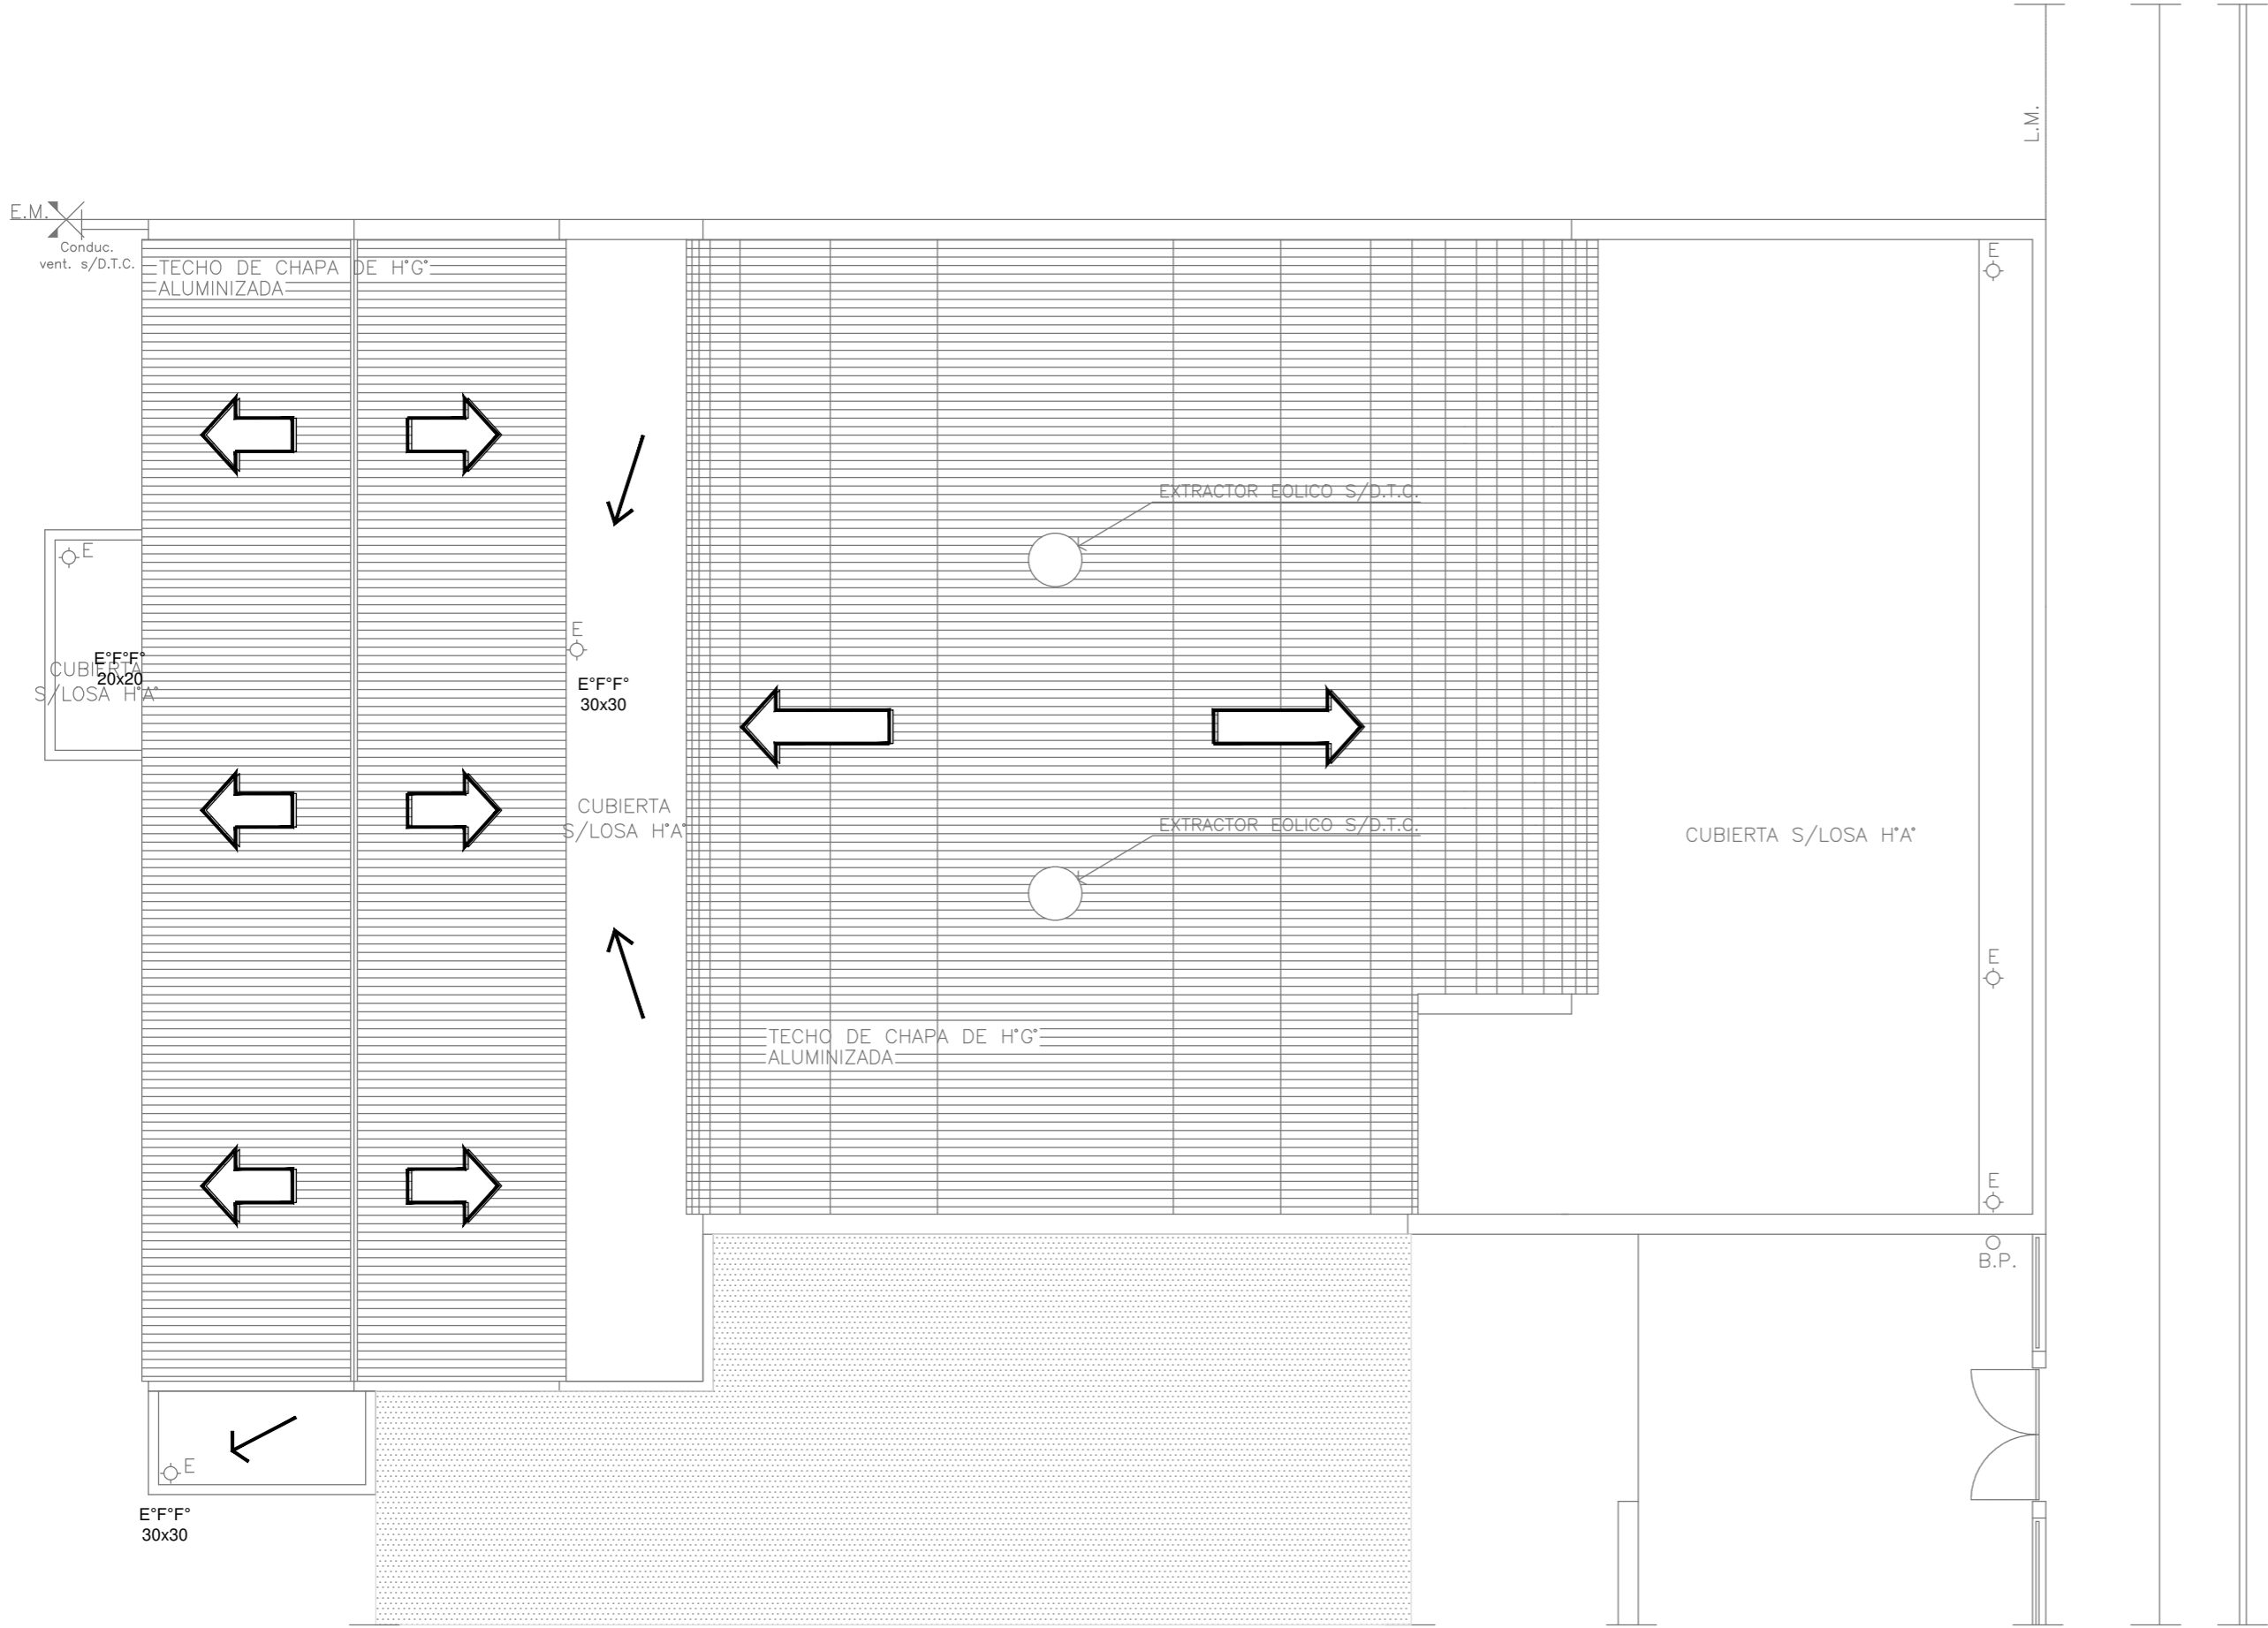 L.M.
E.M.
Conduc.
vent. s/D.T.C.
TECHO DE CHAPA DE H°G°
ALUMINIZADA
E
EXTRACTOR EOLICO S/D.T.C.
E
E
E°F°F°
20x20
CUBIERTA
S/LOSA H°A°
E°F°F°
30x30
CUBIERTA
S/LOSA H°A°
EXTRACTOR EOLICO S/D.T.C.
CUBIERTA S/LOSA H°A°
E
TECHO DE CHAPA DE H°G°
ALUMINIZADA
E
B.P.
E
E°F°F°
30x30